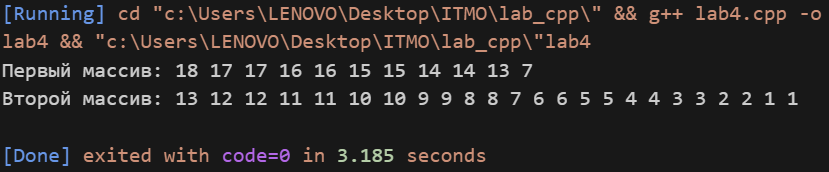 [Running] cd "c:\Users\LENOVO\Desktop\ITMO\lab_cpp\" && g++ lab4.cpp -o
lab4 && "c:\Users\LENOVO\Desktop\ITMO\lab_cpp\"lab4
Первый массив: 18 17 17 16 16 15 15 14 14 13 7
Второй массив: 13 12 12 11 11 10 10 9 9 8 8 7 6 6 5 5 4 4 3 3 2 2 1 1
[Done] exited with code=0 in 3.185 seconds